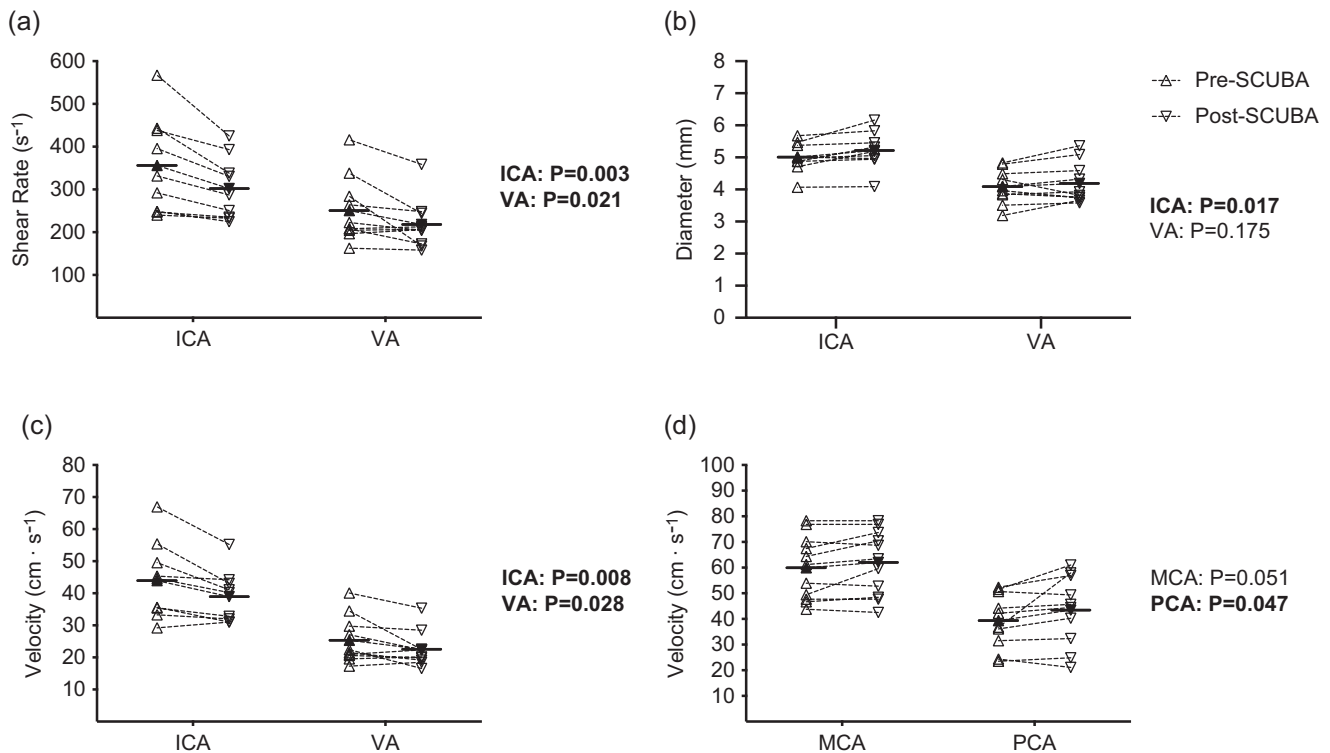 (a)
600
500
400
300
200
100
Shear Rate (s⁻¹)
ICA
VA
ICA: P=0.003
VA: P=0.021
(b)
8
7
6
5
4
3
2
1
0
Diameter (mm)
ICA
VA
Pre-SCUBA
Post-SCUBA
ICA: P=0.017
VA: P=0.175
(c)
80
70
60
50
40
30
20
10
Velocity (cm · s⁻¹)
ICA
VA
ICA: P=0.008
VA: P=0.028
(d)
100
90
80
70
60
50
40
30
20
10
Velocity (cm · s⁻¹)
MCA
PCA
MCA: P=0.051
PCA: P=0.047